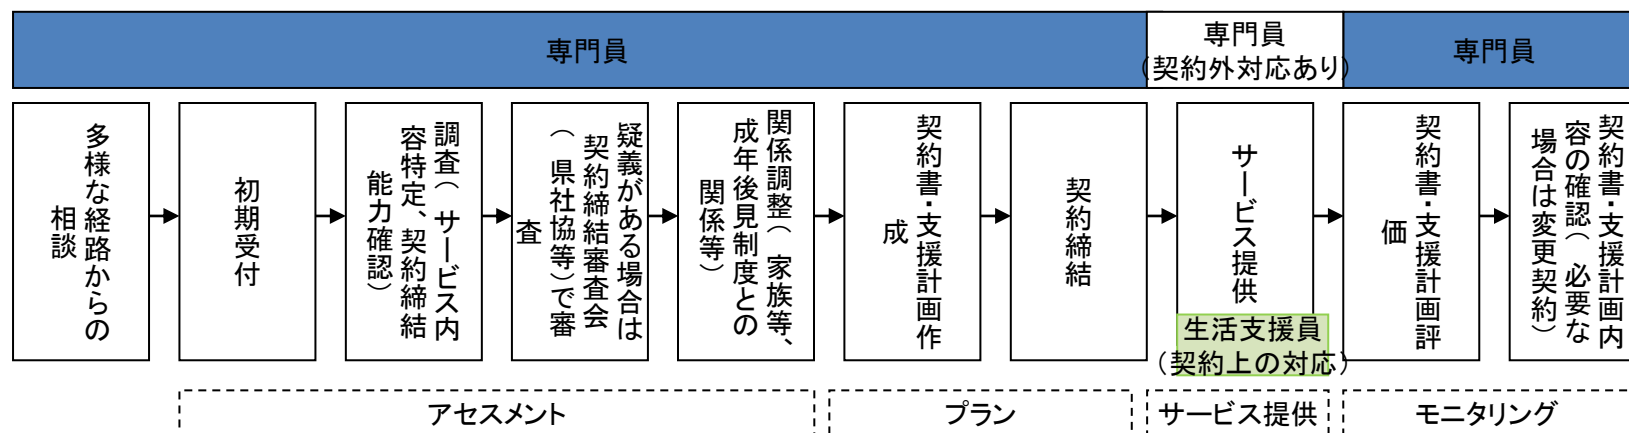 専門員
専門員
(契約外対応あり)
専門員
多様な経路からの
相談
初期受付
調査(サービス内
容特定、契約締結
能力確認)
疑義がある場合は
契約締結審査会
(県社協等)で審
査
関係調整(家族等、
成年後見制度との
関係等)
契約書・支援計画作
成
契約締結
サービス提供
生活支援員
(契約上の対応)
契約書・支援計画評
価
契約書・支援計画内
容の確認(必要な
場合は変更契約)
アセスメント
プラン
サービス提供
モニタリング